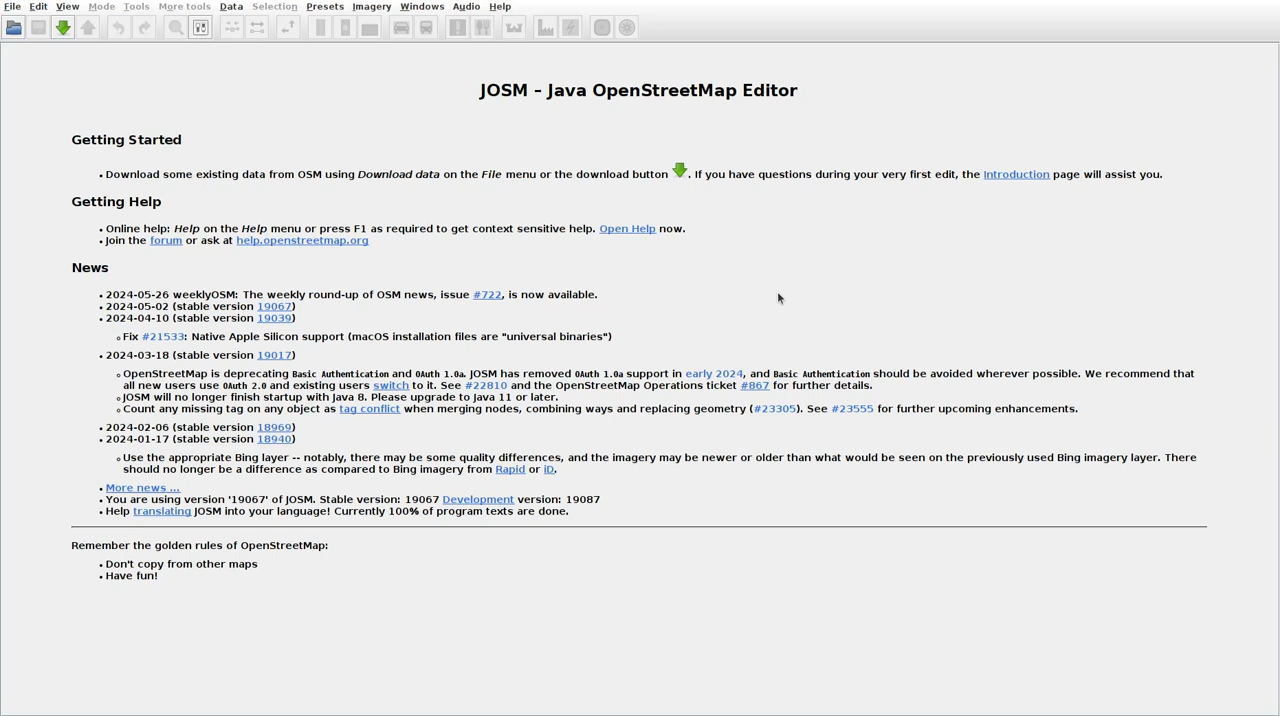 File Edit View Mode Tools More tools Data Selection Presets Imagery Windows Audio Help
JOSM – Java OpenStreetMap Editor
Getting Started
• Download some existing data from OSM using Download data on the File menu or the download button . If you have questions during your very first edit, the Introduction page will assist you.
Getting Help
• Online help: Help on the Help menu or press F1 as required to get context sensitive help. Open Help now.
• Join the forum or ask at help.openstreetmap.org
News
• 2024-05-26 weeklyOSM: The weekly round-up of OSM news, issue #722, is now available.
• 2024-05-02 (stable version 19067)
• 2024-04-10 (stable version 19039)
◦ Fix #21533: Native Apple Silicon support (macOS installation files are "universal binaries")
• 2024-03-18 (stable version 19017)
◦ OpenStreetMap is deprecating Basic Authentication and OAuth 1.0a. JOSM has removed OAuth 1.0a support in early 2024, and Basic Authentication should be avoided wherever possible. We recommend that
all new users use OAuth 2.0 and existing users switch to it. See #22810 and the OpenStreetMap Operations ticket #867 for further details.
◦ JOSM will no longer finish startup with Java 8. Please upgrade to Java 11 or later.
◦ Count any missing tag on any object as tag conflict when merging nodes, combining ways and replacing geometry (#23305). See #23555 for further upcoming enhancements.
• 2024-02-06 (stable version 18969)
• 2024-01-17 (stable version 18940)
◦ Use the appropriate Bing layer -- notably, there may be some quality differences, and the imagery may be newer or older than what would be seen on the previously used Bing imagery layer. There
should no longer be a difference as compared to Bing imagery from Rapid or iD.
• More news ...
• You are using version '19067' of JOSM. Stable version: 19067 Development version: 19087
• Help translating JOSM into your language! Currently 100% of program texts are done.
Remember the golden rules of OpenStreetMap:
• Don't copy from other maps
• Have fun!